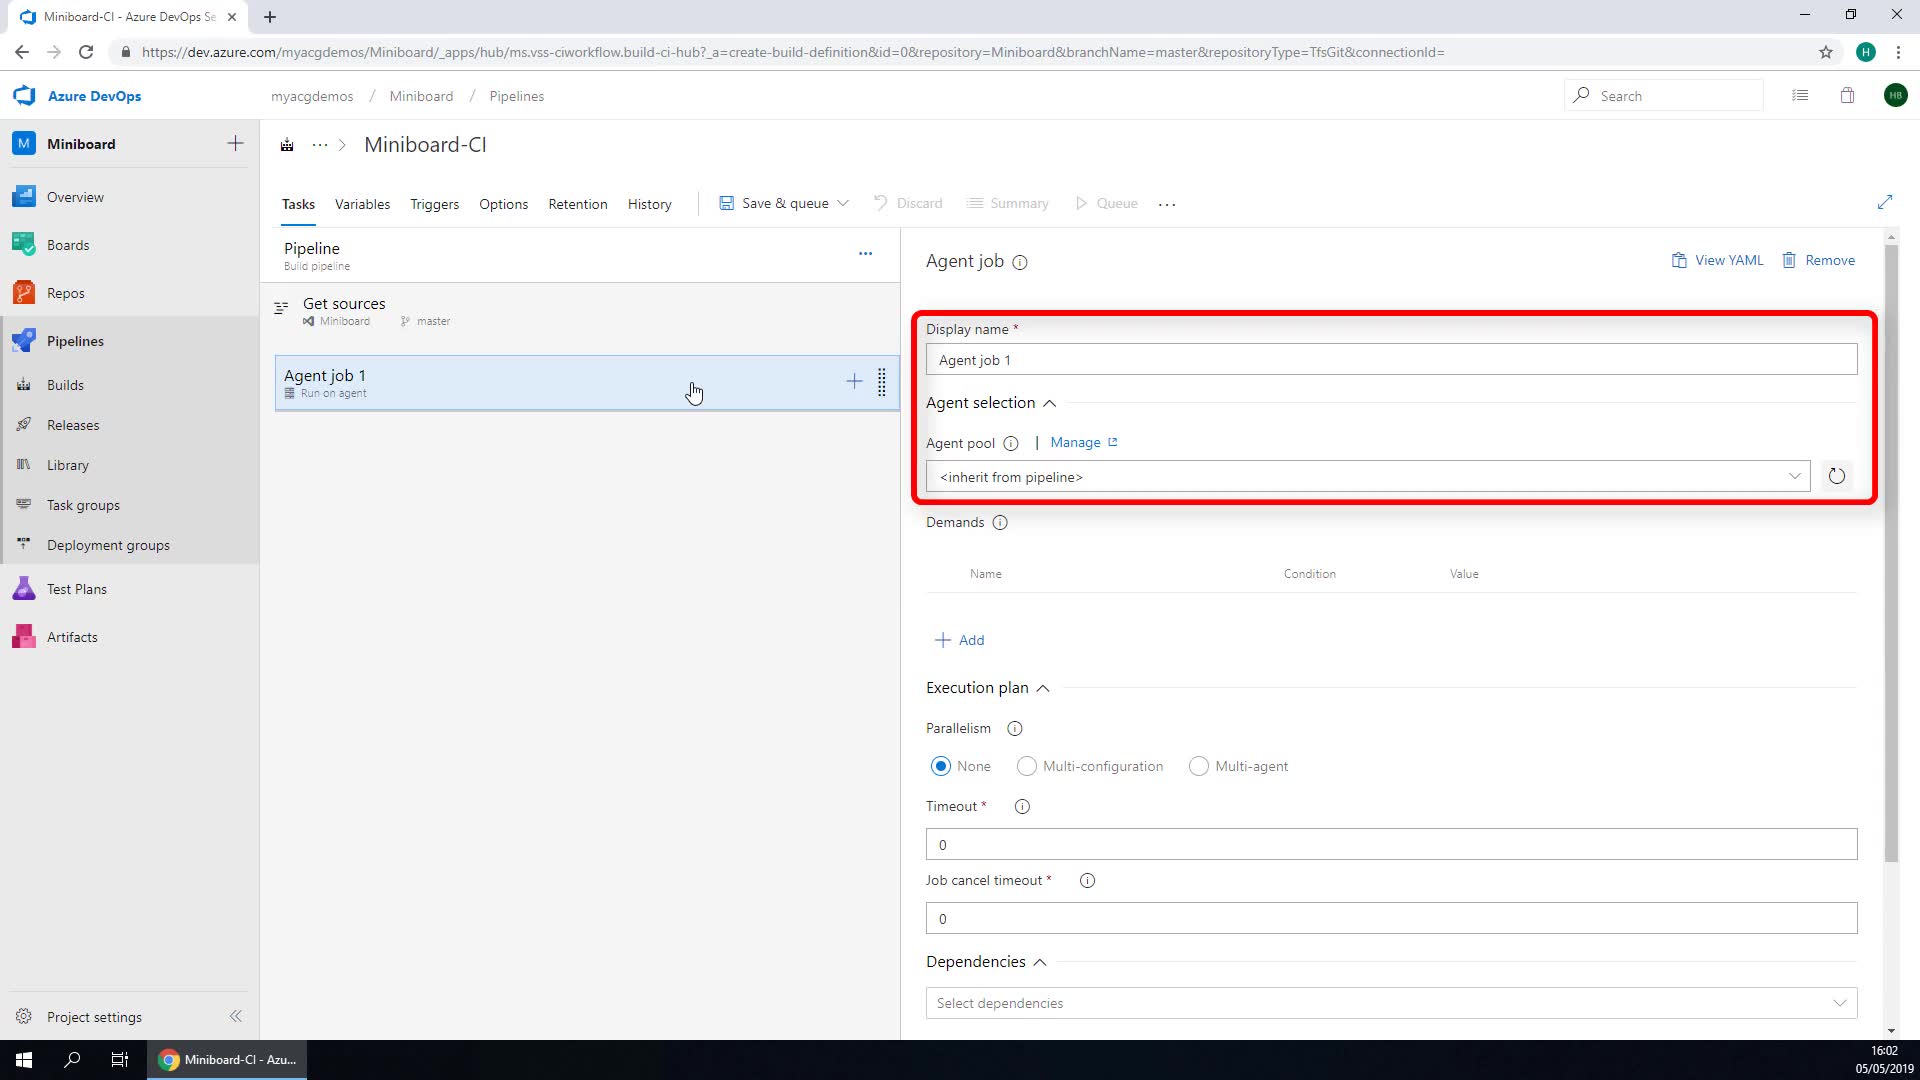 Miniboard-CI - Azure DevOps Se
https://dev.azure.com/myacgdemos/Miniboard/_apps/hub/ms.vss-ciworkflow.build-ci-hub?_a=create-build-definition&id=0&repository=Miniboard&branchName=master&repositoryType=TfsGit&connectionId=
H
Azure DevOps
myacgdemos / Miniboard / Pipelines
Search
HB
M Miniboard
Overview
Boards
Repos
Pipelines
Builds
Releases
Library
Task groups
Deployment groups
Test Plans
Artifacts
Project settings
... > Miniboard-CI
Tasks Variables Triggers Options Retention History Save & queue Discard Summary Queue ...
Pipeline
Build pipeline
Get sources
Miniboard master
Agent job 1
Run on agent
Agent job View YAML Remove
Display name *
Agent job 1
Agent selection
Agent pool | Manage
<inherit from pipeline>
Demands
Name Condition Value
Add
Execution plan
Parallelism
None Multi-configuration Multi-agent
Timeout *
0
Job cancel timeout *
0
Dependencies
Select dependencies
Miniboard-CI - Azu...
16:02
05/05/2019